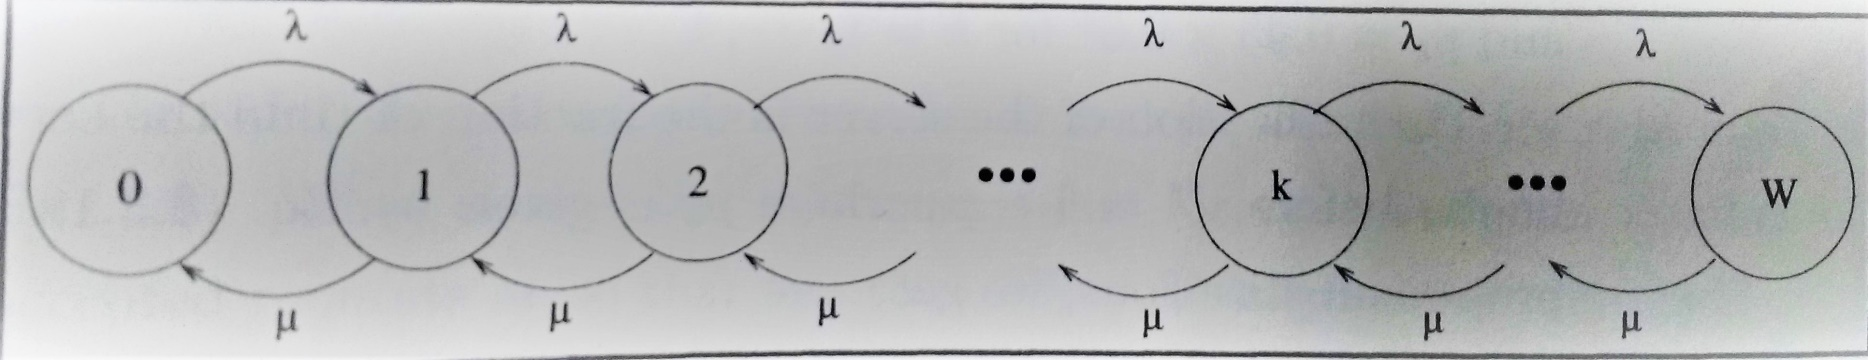 λ λ λ λ λ λ
0 1 2 ••• k ••• W
μ μ μ μ μ μ